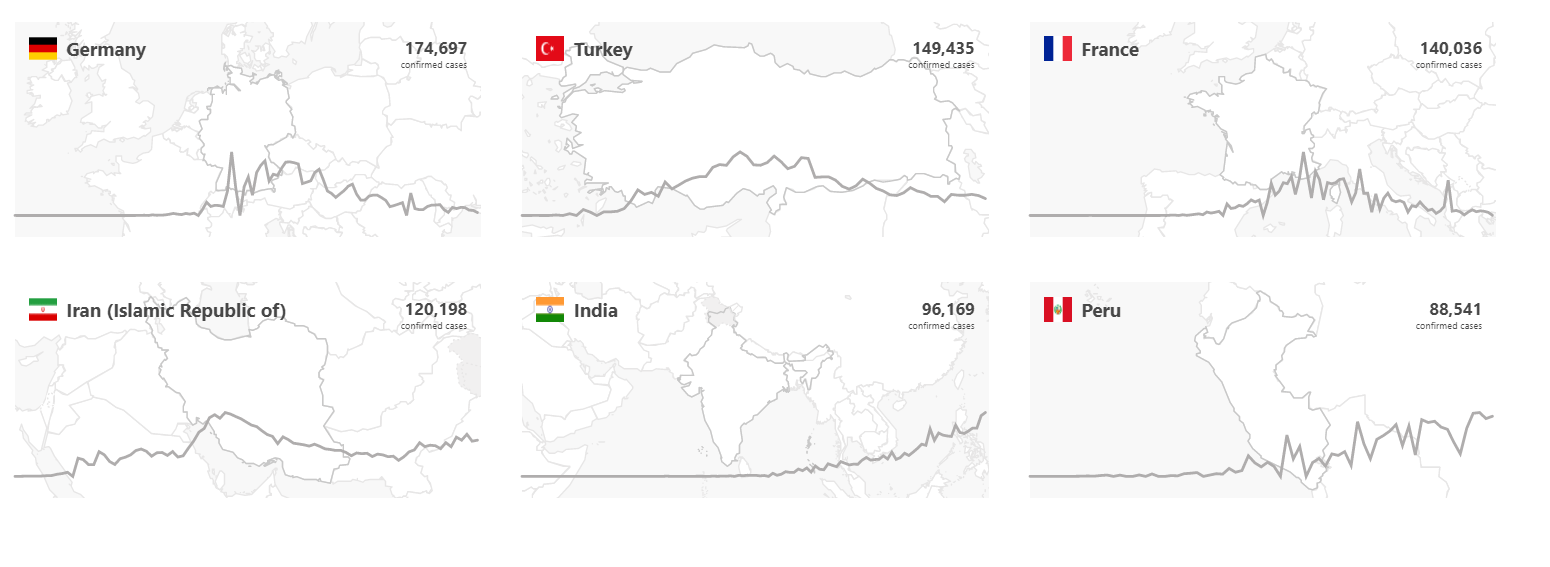 Germany
174,697
confirmed cases
Turkey
149,435
confirmed cases
France
140,036
confirmed cases
Iran (Islamic Republic of)
120,198
confirmed cases
India
96,169
confirmed cases
Peru
88,541
confirmed cases